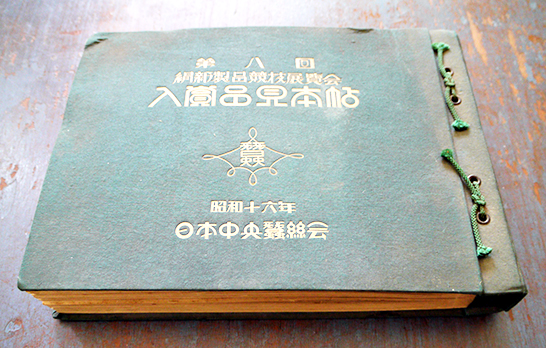 第八回
絹紡製品競技展覧会
入賞品見本帖
蠶
昭和十六年
日本中央蠶絲会